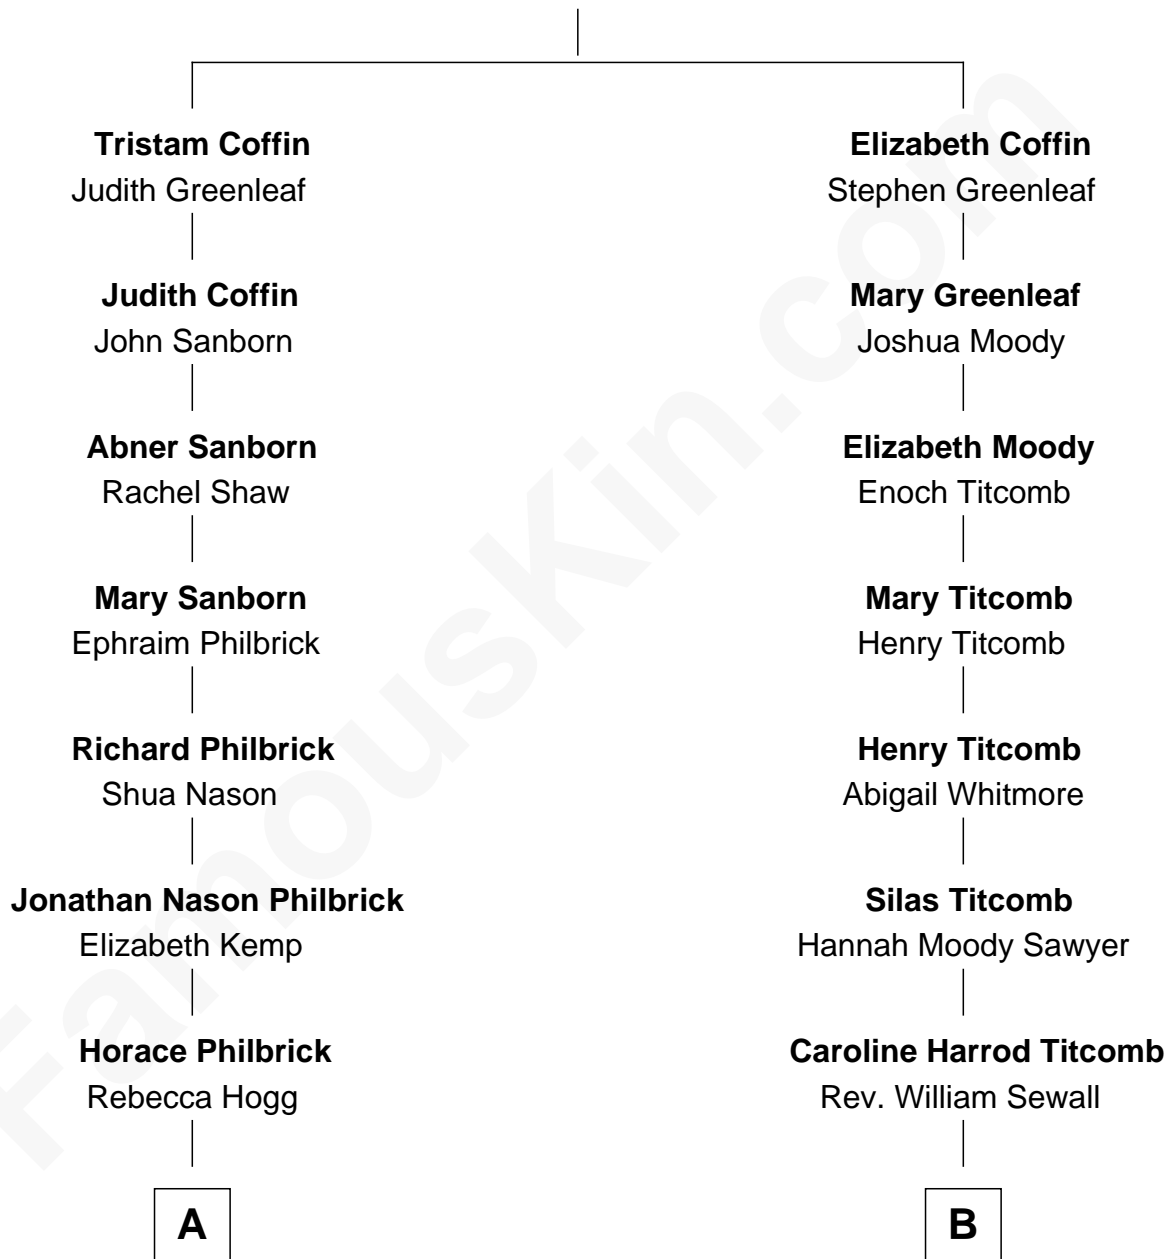 Tristam Coffin
Judith Greenleaf
Judith Coffin
John Sanborn
Abner Sanborn
Rachel Shaw
Mary Sanborn
Ephraim Philbrick
Richard Philbrick
Shua Nason
Jonathan Nason Philbrick
Elizabeth Kemp
Horace Philbrick
Rebecca Hogg
A
Elizabeth Coffin
Stephen Greenleaf
Mary Greenleaf
Joshua Moody
Elizabeth Moody
Enoch Titcomb
Mary Titcomb
Henry Titcomb
Henry Titcomb
Abigail Whitmore
Silas Titcomb
Hannah Moody Sawyer
Caroline Harrod Titcomb
Rev. William Sewall
B
FamousKin.com